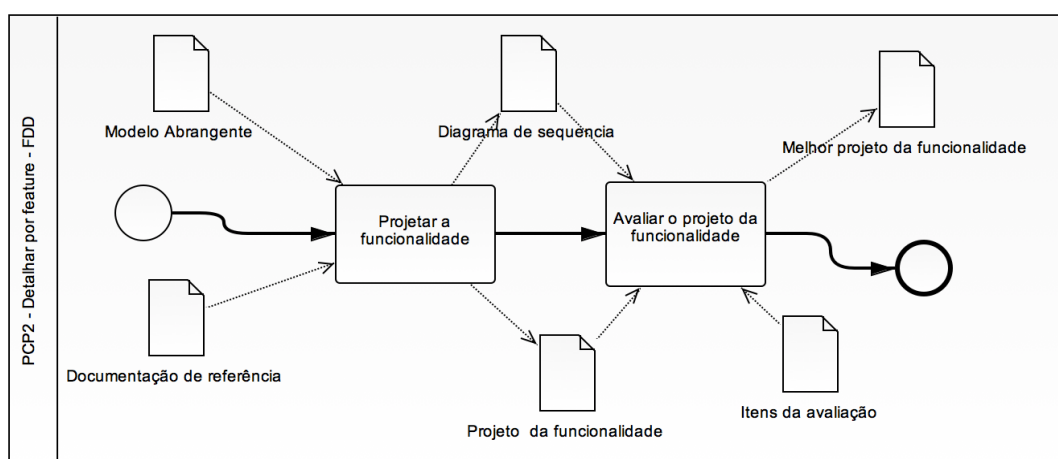 PCP2 - Detalhar por feature - FDD
Modelo Abrangente
Diagrama de sequencia
Melhor projeto da funcionalidade
Projetar a
funcionalidade
Avaliar o projeto da
funcionalidade
Documentação de referência
Projeto da funcionalidade
Itens da avaliação